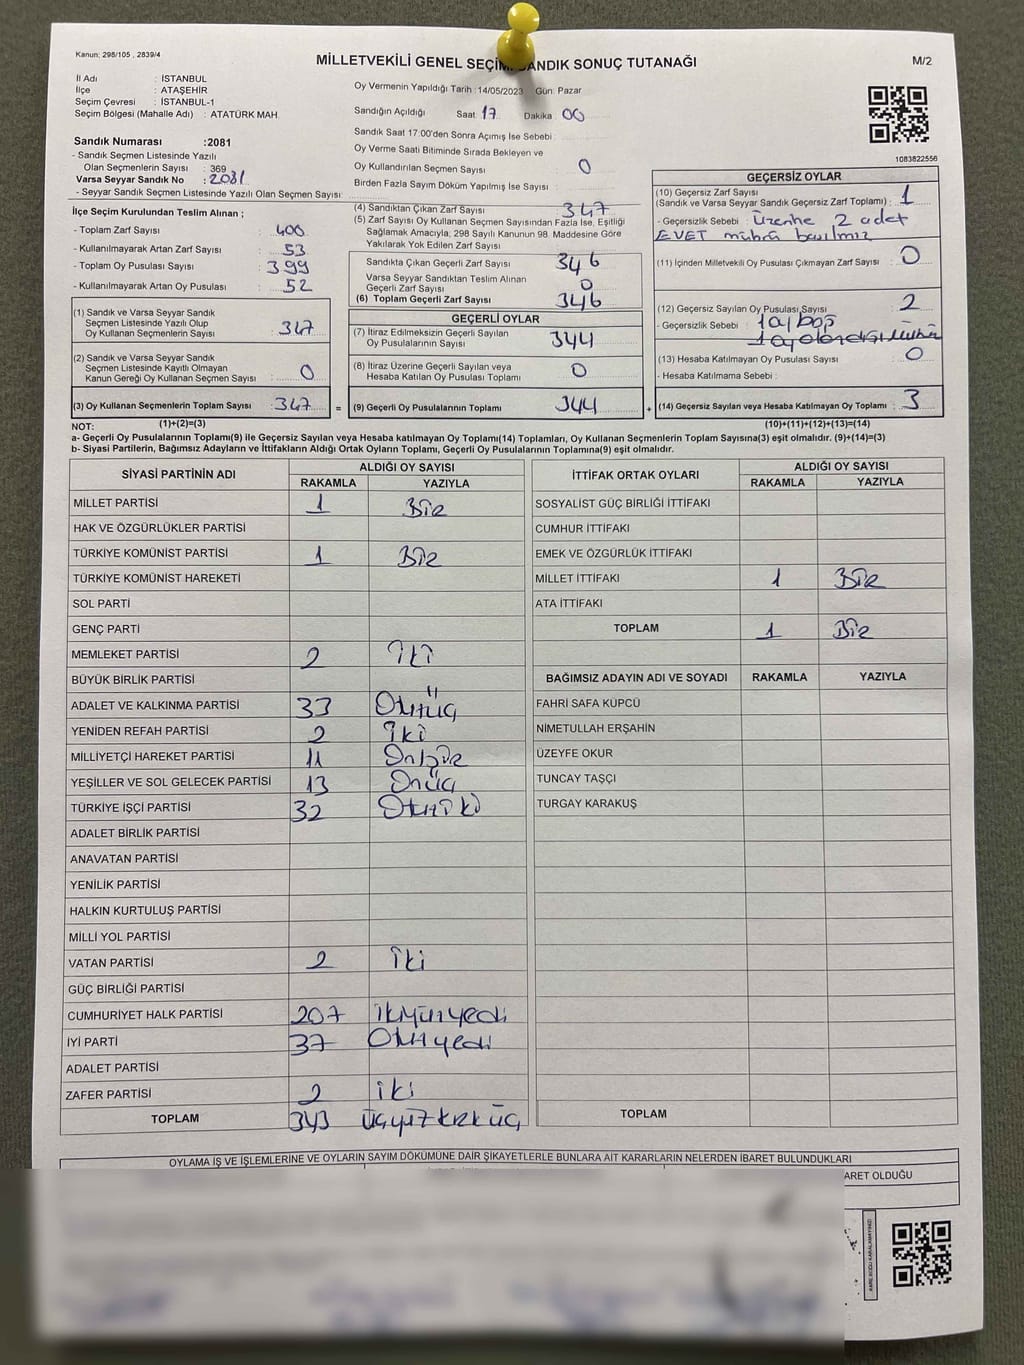 Kanun: 298/105 , 2839/4
MİLLETVEKİLİ GENEL SEÇİMİ SANDIK SONUÇ TUTANAĞI
M/2
İl Adı : İSTANBUL
İlçe : ATAŞEHİR
Seçim Çevresi : İSTANBUL-1
Seçim Bölgesi (Mahalle Adı) : ATATÜRK MAH.
Oy Vermenin Yapıldığı Tarih : 14/05/2023 Gün: Pazar
Sandığın Açıldığı Saat 17 Dakika 00
Sandık Saat 17:00'den Sonra Açımış İse Sebebi
Oy Verme Saati Bitiminde Sırada Bekleyen ve
Oy Kullandırılan Seçmen Sayısı 0
Birden Fazla Sayım Döküm Yapılmış İse Sayısı
1083822556
Sandık Numarası :2081
- Sandık Seçmen Listesinde Yazılı
Olan Seçmenlerin Sayısı : 369
Varsa Seyyar Sandık No : 2081
- Seyyar Sandık Seçmen Listesinde Yazılı Olan Seçmen Sayısı
İlçe Seçim Kurulundan Teslim Alınan ;
- Toplam Zarf Sayısı : 400
- Kullanılmayarak Artan Zarf Sayısı : 53
- Toplam Oy Pusulası Sayısı : 399
- Kullanılmayarak Artan Oy Pusulası : 52
(4) Sandıktan Çıkan Zarf Sayısı 347
(5) Zarf Sayısı Oy Kullanan Seçmen Sayısından Fazla İse, Eşitliği
Sağlamak Amacıyla, 298 Sayılı Kanunun 98. Maddesine Göre
Yakılarak Yok Edilen Zarf Sayısı
Sandıkta Çıkan Geçerli Zarf Sayısı 346
Varsa Seyyar Sandıktan Teslim Alınan
Geçerli Zarf Sayısı 0
(6) Toplam Geçerli Zarf Sayısı 346
GEÇERSİZ OYLAR
(10) Geçersiz Zarf Sayısı
(Sandık ve Varsa Seyyar Sandık Geçersiz Zarf Toplamı) : 1
- Geçersizlik Sebebi : Üzerine 2 adet
EVET mührü basılmış
(11) İçinden Milletvekili Oy Pusulası Çıkmayan Zarf Sayısı : 0
(12) Geçersiz Sayılan Oy Pusulası Sayısı 2
- Geçersizlik Sebebi : 1 oy boş
1 oy
(13) Hesaba Katılmayan Oy Pusulası Sayısı 0
- Hesaba Katılmama Sebebi :
(14) Geçersiz Sayılan veya Hesaba Katılmayan Oy Toplamı : 3
(10)+(11)+(12)+(13)=(14)
(1) Sandık ve Varsa Seyyar Sandık
Seçmen Listesinde Yazılı Olup
Oy Kullanan Seçmenlerin Sayısı : 347
(2) Sandık ve Varsa Seyyar Sandık
Seçmen Listesinde Kayıtlı Olmayan
Kanun Gereği Oy Kullanan Seçmen Sayısı : 0
(3) Oy Kullanan Seçmenlerin Toplam Sayısı : 347
=
GEÇERLİ OYLAR
(7) İtiraz Edilmeksizin Geçerli Sayılan
Oy Pusulalarının Sayısı 344
(8) İtiraz Üzerine Geçerli Sayılan veya
Hesaba Katılan Oy Pusulası Toplamı 0
(9) Geçerli Oy Pusulalarının Toplamı 344
+
NOT: (1)+(2)=(3)
a- Geçerli Oy Pusulalarının Toplamı(9) ile Geçersiz Sayılan veya Hesaba katılmayan Oy Toplamı(14) Toplamları, Oy Kullanan Seçmenlerin Toplam Sayısına(3) eşit olmalıdır. (9)+(14)=(3)
b- Siyasi Partilerin, Bağımsız Adayların ve İttifakların Aldığı Ortak Oyların Toplamı, Geçerli Oy Pusulalarının Toplamına(9) eşit olmalıdır.
SİYASİ PARTİNİN ADI ALDIĞI OY SAYISI
RAKAMLA YAZIYLA
MİLLET PARTİSİ 1 Bir
HAK VE ÖZGÜRLÜKLER PARTİSİ
TÜRKİYE KOMÜNİST PARTİSİ 1 Bir
TÜRKİYE KOMÜNİST HAREKETİ
SOL PARTİ
GENÇ PARTİ
MEMLEKET PARTİSİ 2 iki
BÜYÜK BİRLİK PARTİSİ
ADALET VE KALKINMA PARTİSİ 33 Otuzüç
YENİDEN REFAH PARTİSİ 2 iki
MİLLİYETÇİ HAREKET PARTİSİ 11 Onbir
YEŞİLLER VE SOL GELECEK PARTİSİ 13 Onüç
TÜRKİYE İŞÇİ PARTİSİ 32 Otuziki
ADALET BİRLİK PARTİSİ
ANAVATAN PARTİSİ
YENİLİK PARTİSİ
HALKIN KURTULUŞ PARTİSİ
MİLLİ YOL PARTİSİ
VATAN PARTİSİ 2 iki
GÜÇ BİRLİĞİ PARTİSİ
CUMHURİYET HALK PARTİSİ 207 ikiyüzyedi
İYİ PARTİ 37 Otuzyedi
ADALET PARTİSİ
ZAFER PARTİSİ 2 iki
TOPLAM 343 üçyüzkırküç
İTTİFAK ORTAK OYLARI ALDIĞI OY SAYISI
RAKAMLA YAZIYLA
SOSYALİST GÜÇ BİRLİĞİ İTTİFAKI
CUMHUR İTTİFAKI
EMEK VE ÖZGÜRLÜK İTTİFAKI
MİLLET İTTİFAKI 1 Bir
ATA İTTİFAKI
TOPLAM 1 Bir
BAĞIMSIZ ADAYIN ADI VE SOYADI RAKAMLA YAZIYLA
FAHRİ SAFA KÜPCÜ
NİMETULLAH ERŞAHİN
ÜZEYFE OKUR
TUNCAY TAŞÇI
TURGAY KARAKUŞ
TOPLAM
OYLAMA İŞ VE İŞLEMLERİNE VE OYLARIN SAYIM DÖKÜMÜNE DAİR ŞİKAYETLERLE BUNLARA AİT KARARLARIN NELERDEN İBARET BULUNDUKLARI
ARET OLDUĞU